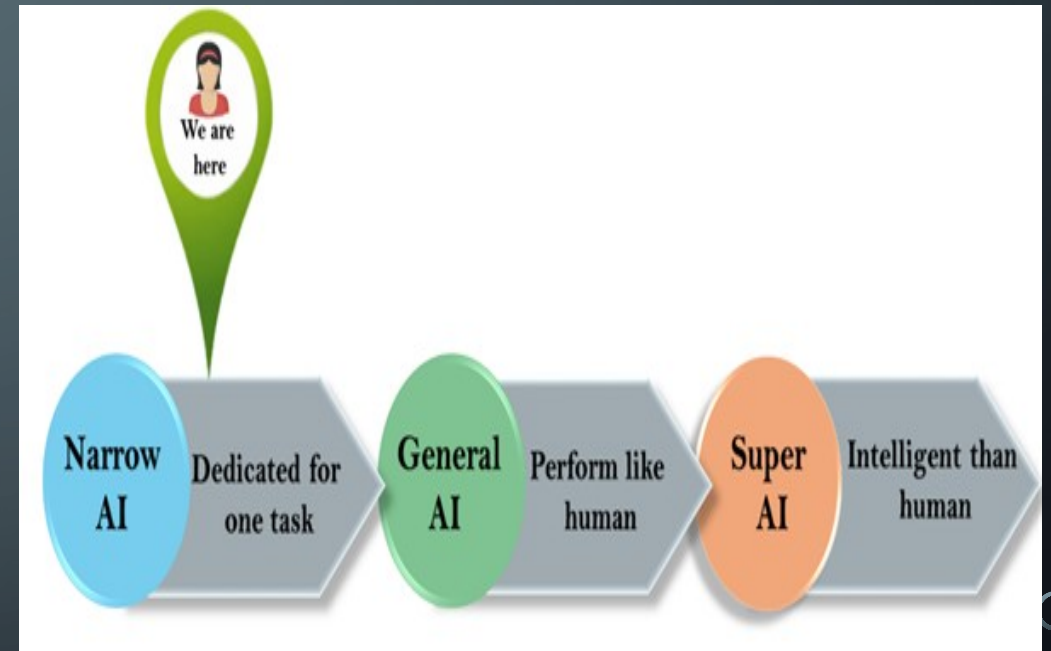 We are
here
Narrow
AI
Dedicated for
one task
General
AI
Perform like
human
Super
AI
Intelligent than
human